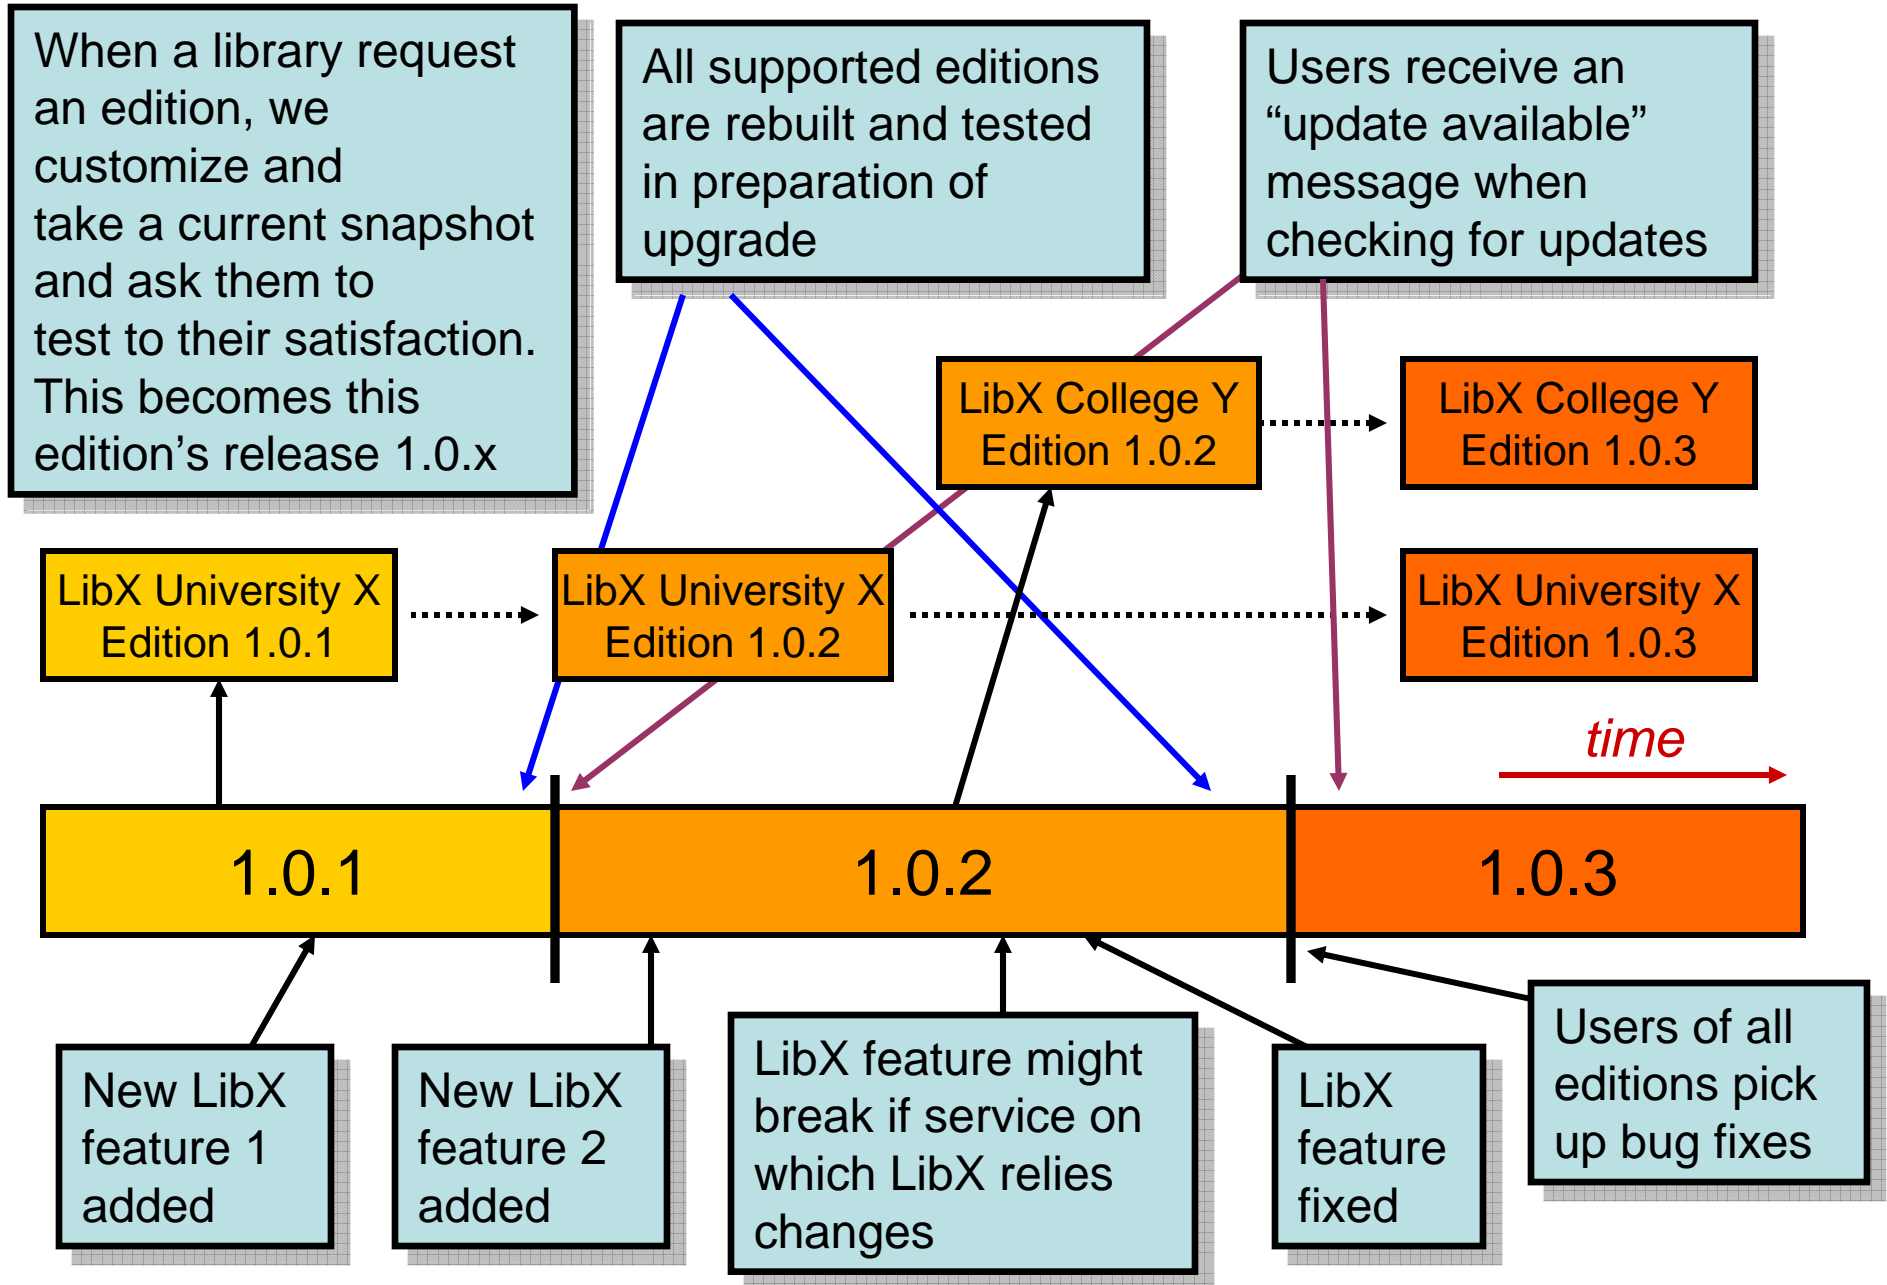 When a library request
an edition, we
customize and
take a current snapshot
and ask them to
test to their satisfaction.
This becomes this
edition’s release 1.0.x
All supported editions
are rebuilt and tested
in preparation of
upgrade
Users receive an
“update available”
message when
checking for updates
LibX College Y
Edition 1.0.2
LibX College Y
Edition 1.0.3
LibX University X
Edition 1.0.1
LibX University X
Edition 1.0.2
LibX University X
Edition 1.0.3
time
1.0.1
1.0.2
1.0.3
New LibX
feature 1
added
New LibX
feature 2
added
LibX feature might
break if service on
which LibX relies
changes
LibX
feature
fixed
Users of all
editions pick
up bug fixes